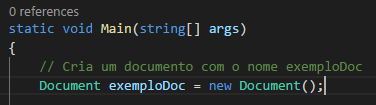 0 references
static void Main(string[] args)
{
// Cria um documento com o nome exemploDoc
Document exemploDoc = new Document();